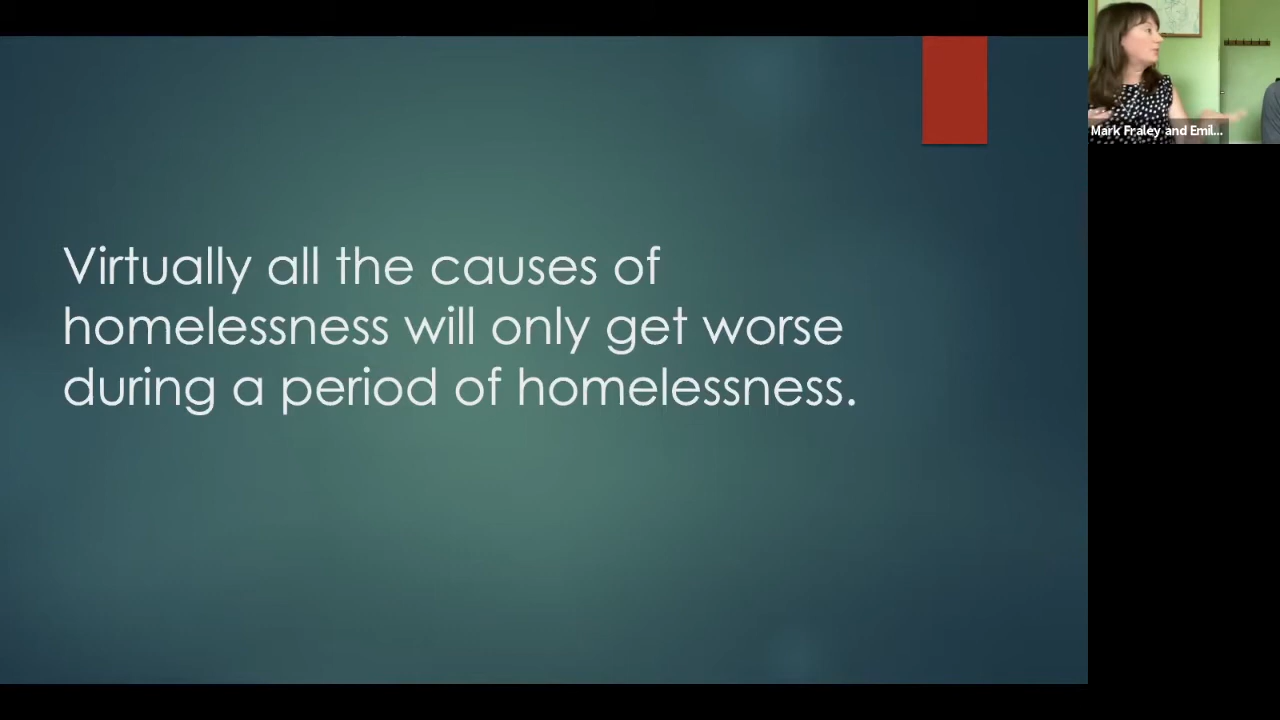 Virtually all the causes of
homelessness will only get worse
during a period of homelessness.
Mark Fraley and Emil...